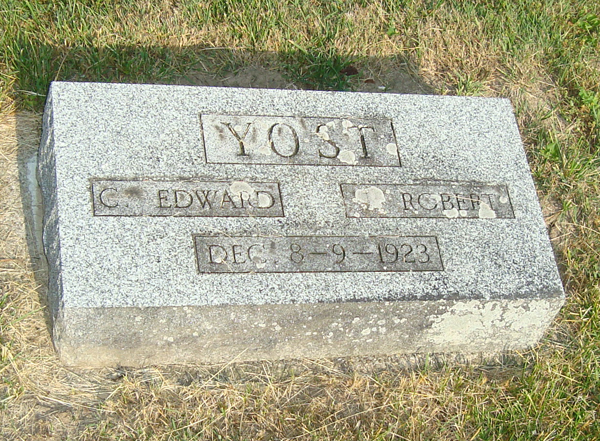 YOST
C. EDWARD ROBERT
DEC. 8-9-1923